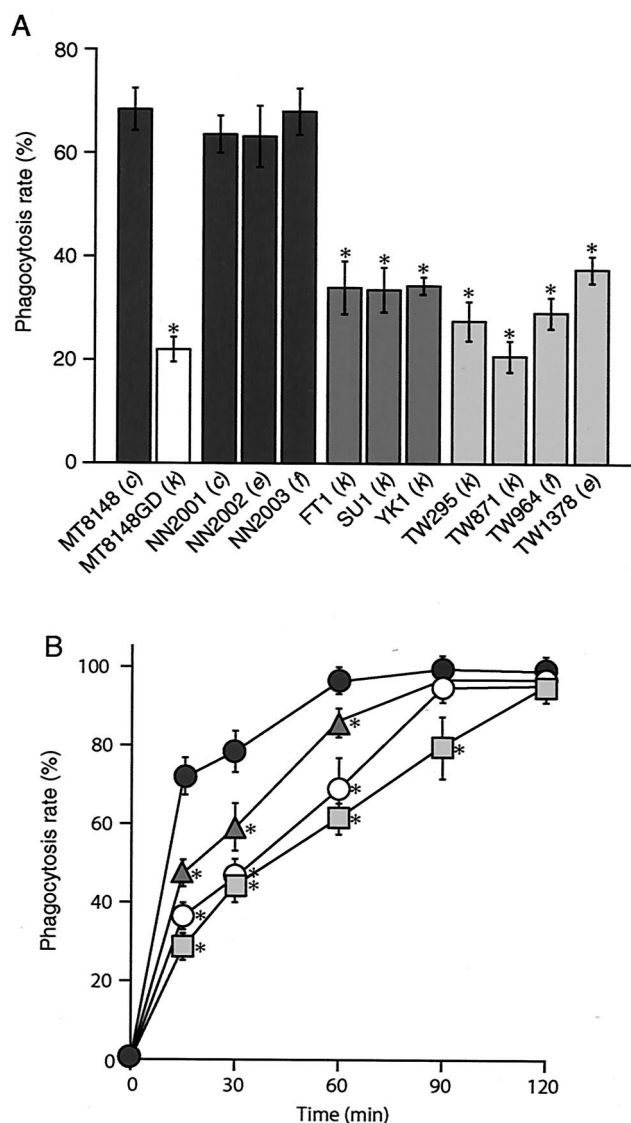 A
Phagocytosis rate (%)
80
60
40
20
0
*
*
*
*
*
*
*
*
MT8148 (c)
MT8148GD (k)
NN2001 (c)
NN2002 (e)
NN2003 (f)
FT1 (k)
SU1 (k)
YK1 (k)
TW295 (k)
TW871 (k)
TW964 (f)
TW1378 (e)
B
Phagocytosis rate (%)
100
80
60
40
20
0
*
*
*
*
*
*
*
*
*
*
0
30
60
90
120
Time (min)